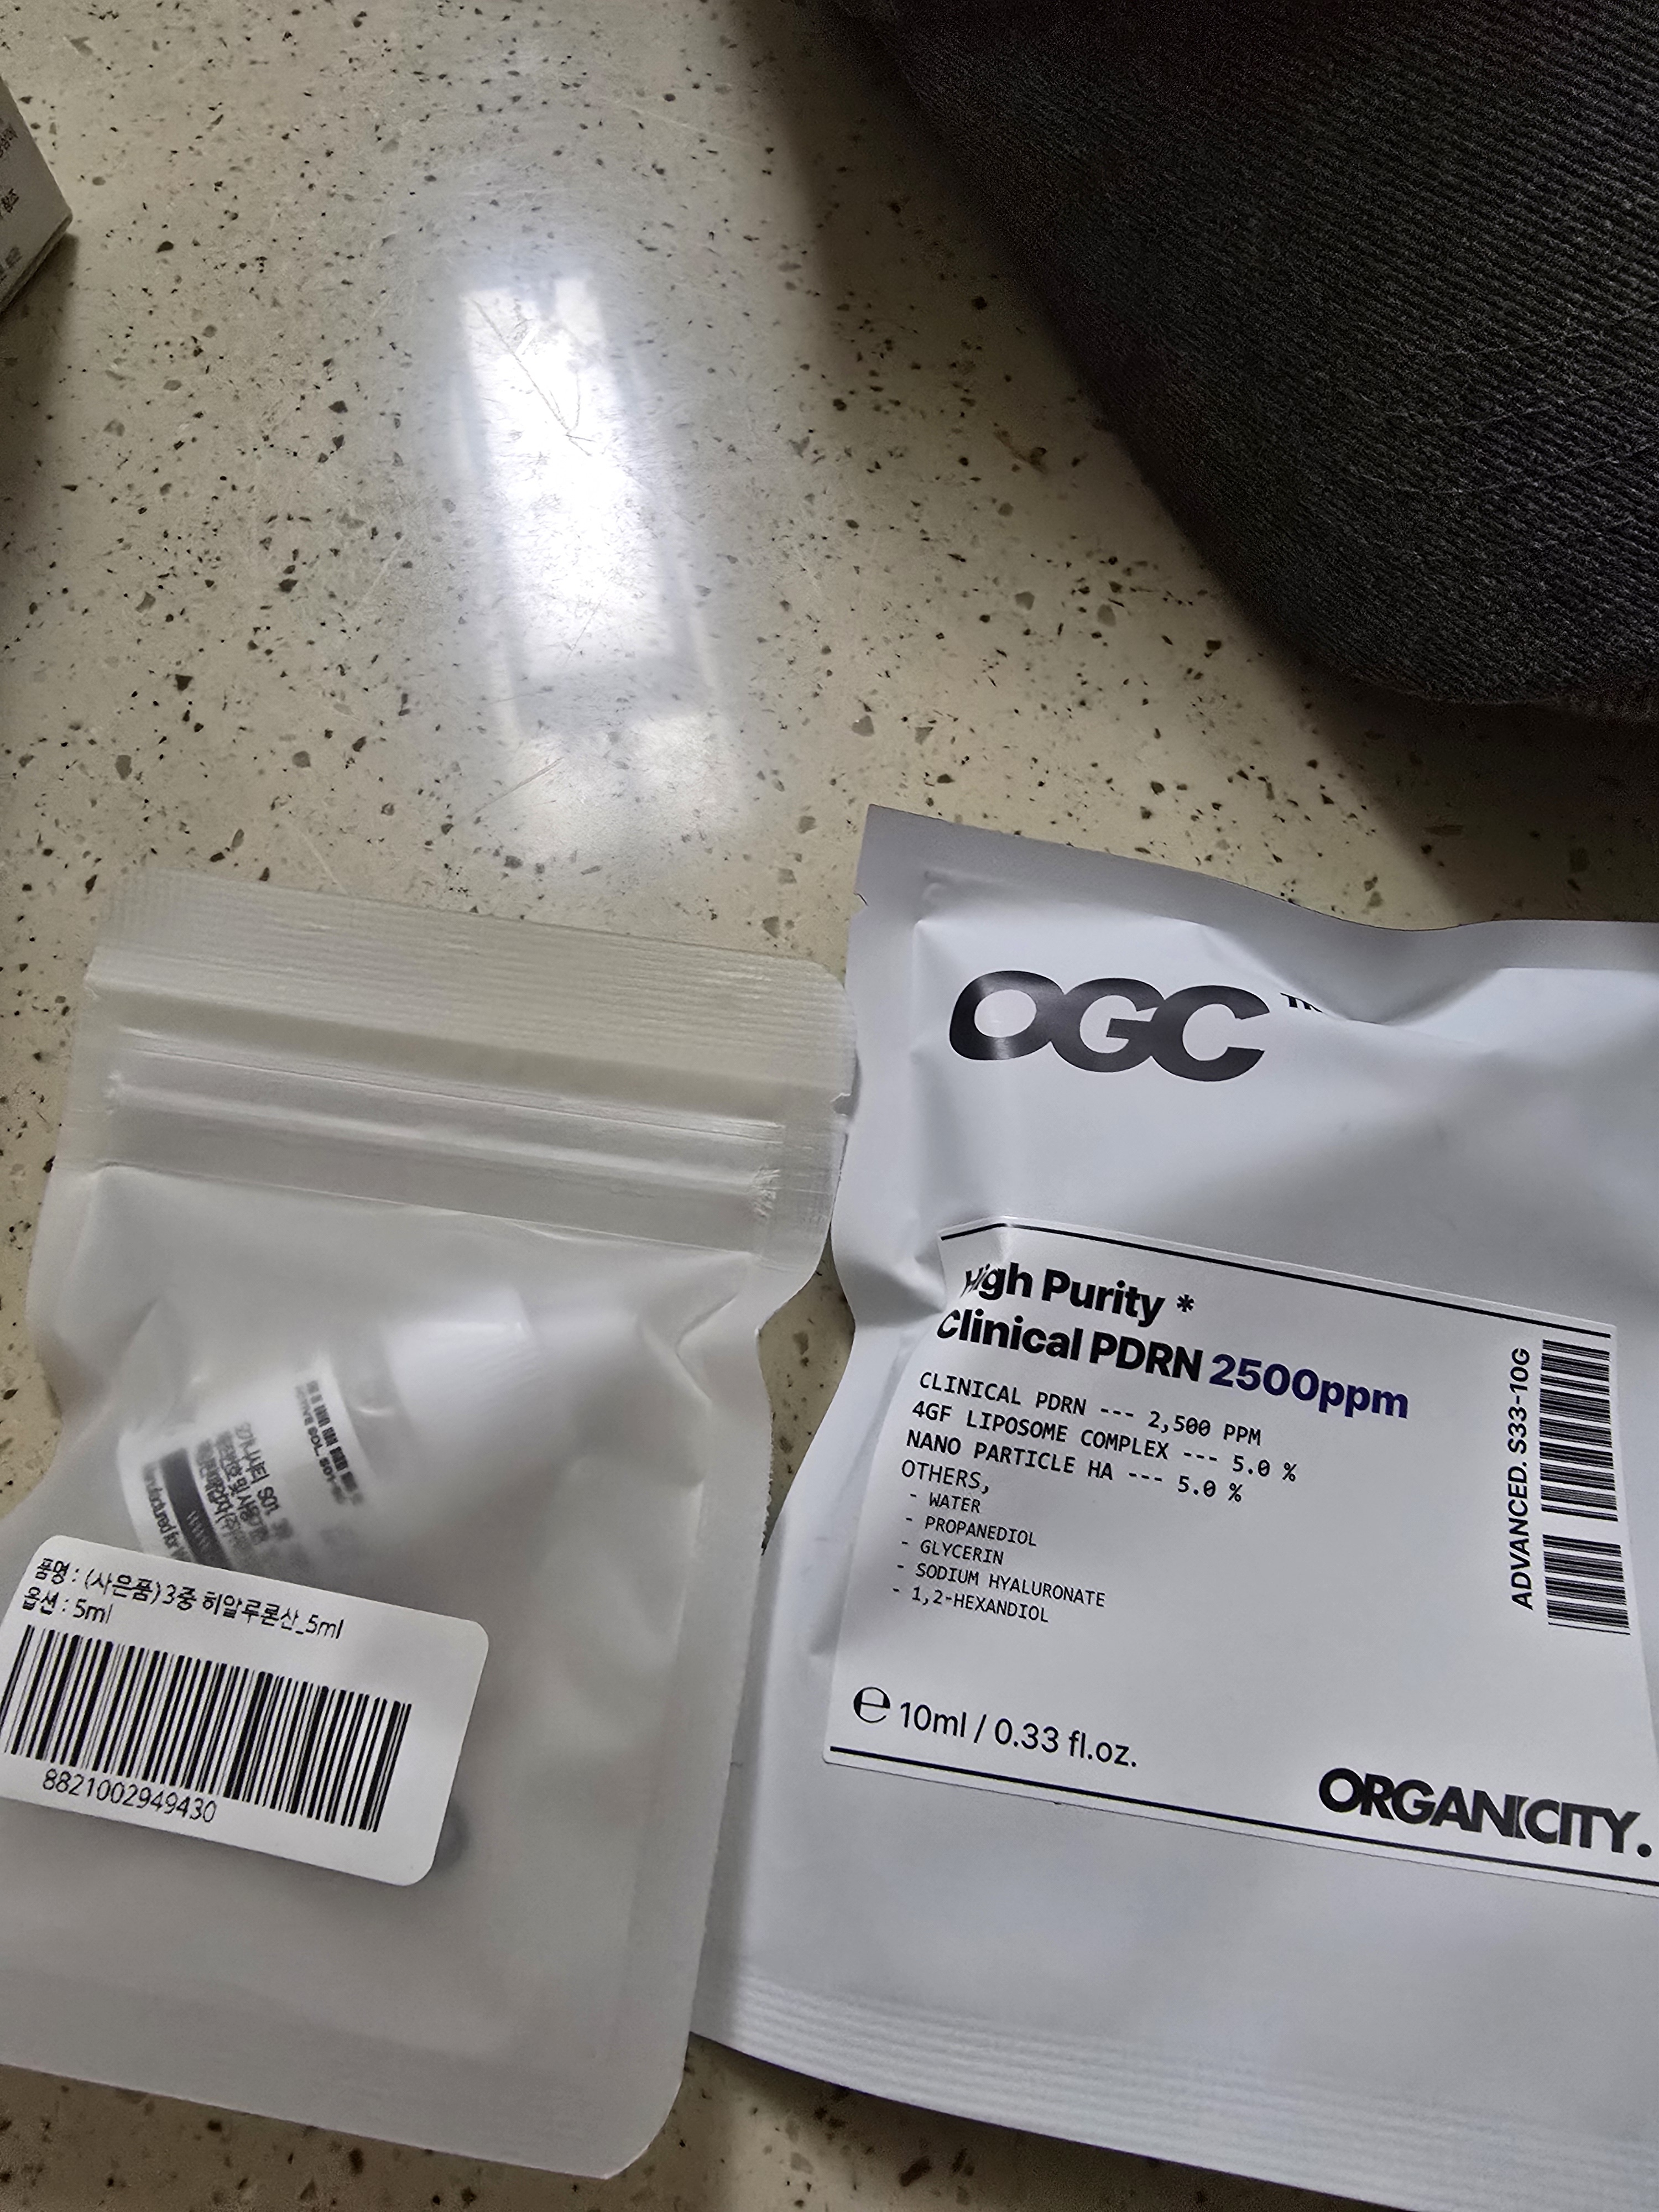 품명 : (사은품)3중 히알루론산_5ml
옵션 : 5ml
8821002949430
OGC
High Purity *
Clinical PDRN 2500ppm
CLINICAL PDRN --- 2,500 PPM
4GF LIPOSOME COMPLEX --- 5.0 %
NANO PARTICLE HA --- 5.0 %
OTHERS,
- WATER
- PROPANEDIOL
- GLYCERIN
- SODIUM HYALURONATE
- 1,2-HEXANDIOL
ADVANCED. S33-10G
℮ 10ml / 0.33 fl.oz.
ORGANICITY.